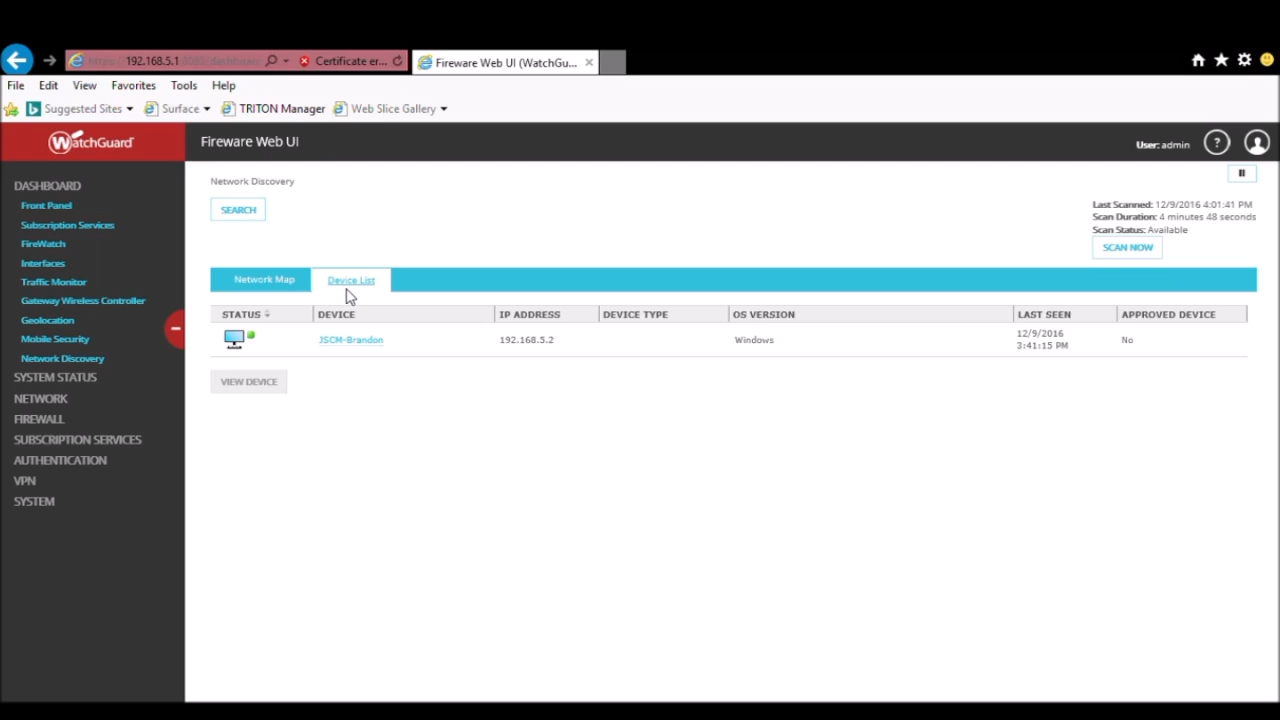 192.168.5.1
Certificate er...
Fireware Web UI (WatchGu...
File Edit View Favorites Tools Help
Suggested Sites Surface TRITON Manager Web Slice Gallery
WatchGuard
Fireware Web UI
User: admin
?
DASHBOARD
Front Panel
Subscription Services
FireWatch
Interfaces
Traffic Monitor
Gateway Wireless Controller
Geolocation
Mobile Security
Network Discovery
SYSTEM STATUS
NETWORK
FIREWALL
SUBSCRIPTION SERVICES
AUTHENTICATION
VPN
SYSTEM
Network Discovery
SEARCH
Last Scanned: 12/9/2016 4:01:41 PM
Scan Duration: 4 minutes 48 seconds
Scan Status: Available
SCAN NOW
Network Map Device List
STATUS DEVICE IP ADDRESS DEVICE TYPE OS VERSION LAST SEEN APPROVED DEVICE
JSCM-Brandon 192.168.5.2 Windows 12/9/2016 3:41:15 PM No
VIEW DEVICE